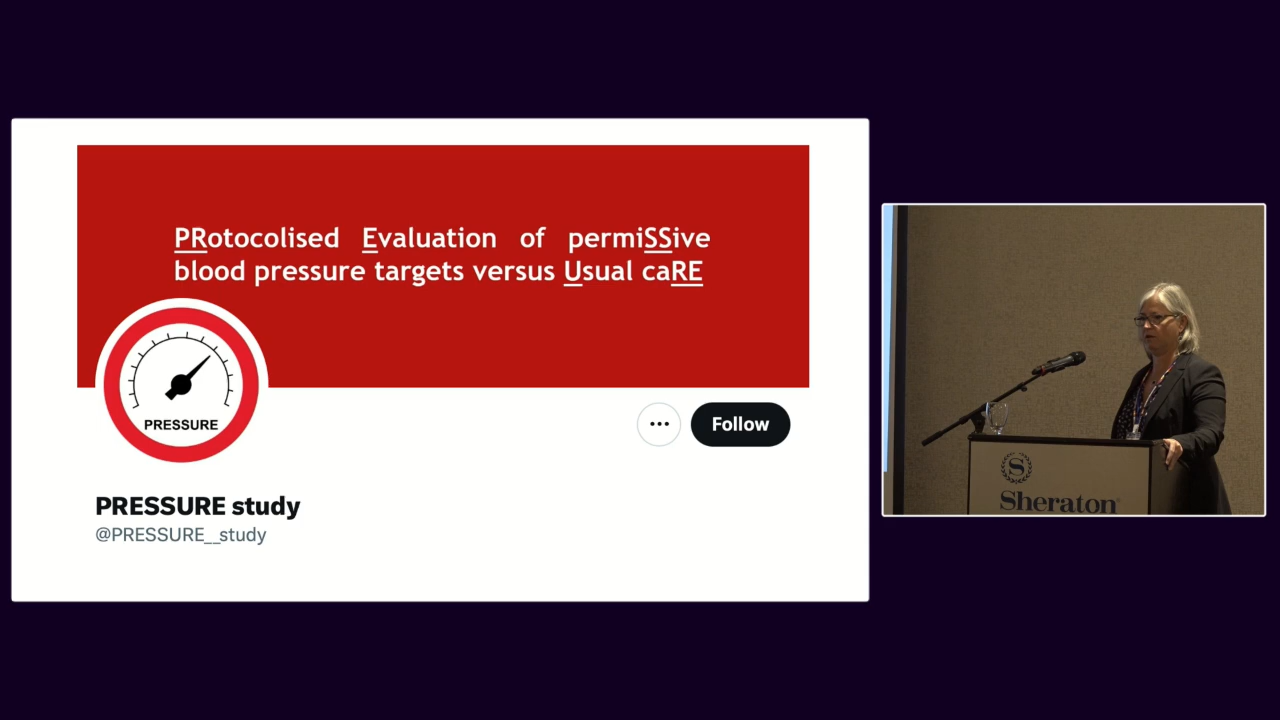 PRotocolised Evaluation of permiSSive
blood pressure targets versus Usual caRE
PRESSURE
Follow
PRESSURE study
@PRESSURE__study
S
Sheraton